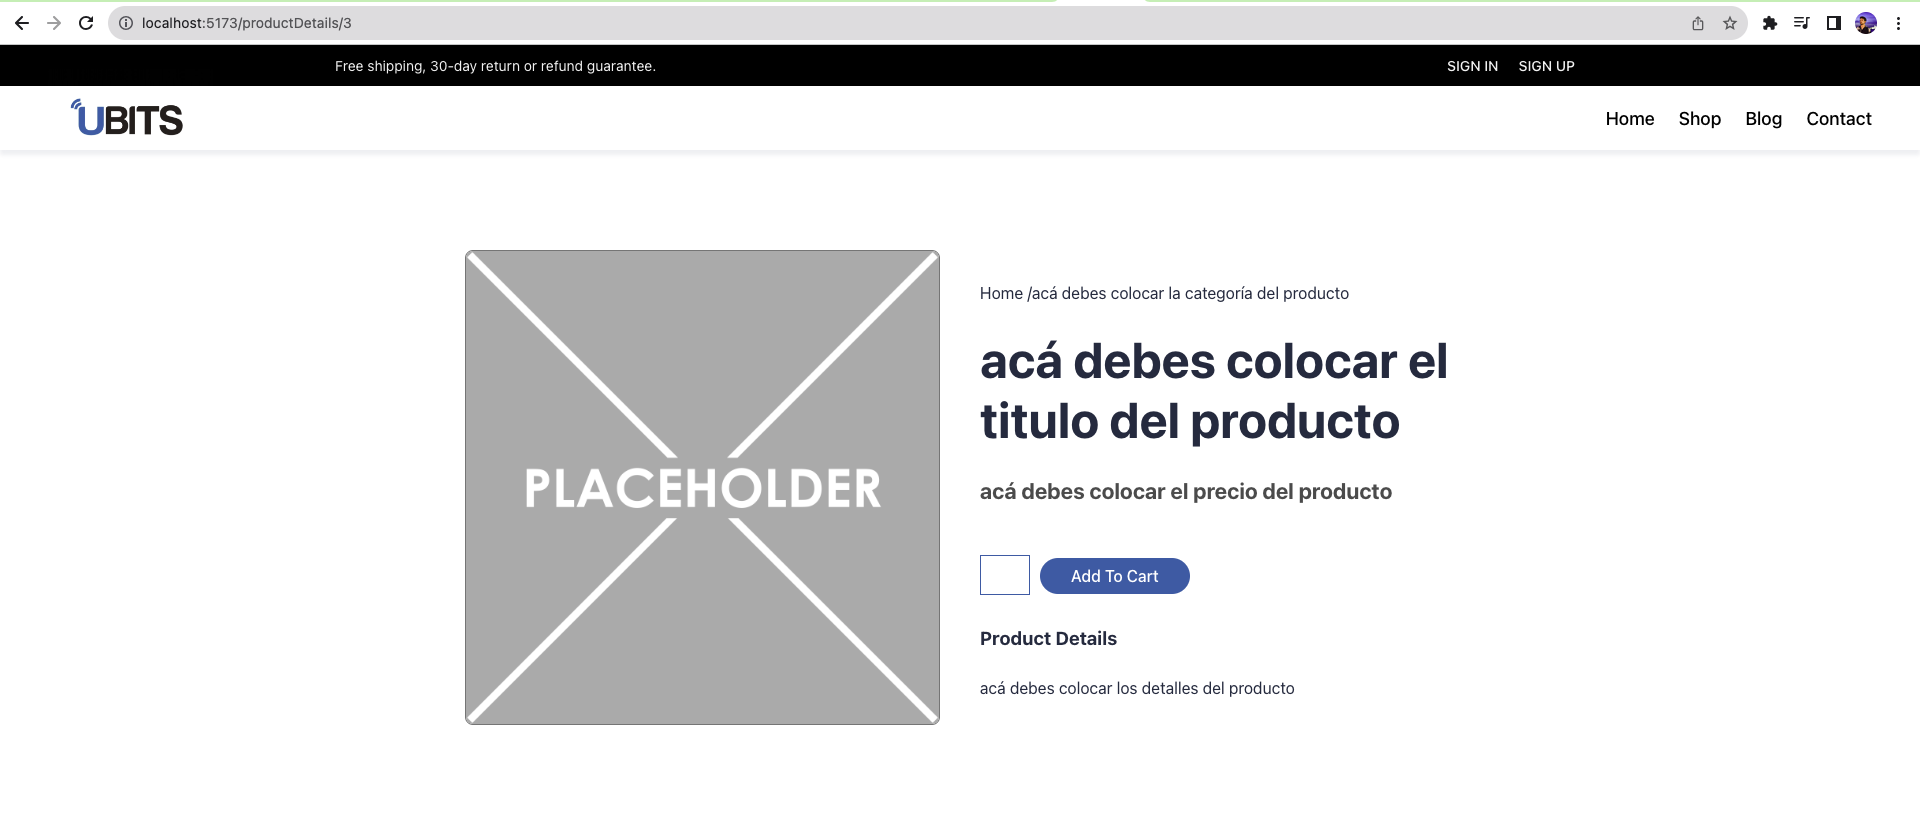 localhost:5173/productDetails/3
Free shipping, 30-day return or refund guarantee.
SIGN IN SIGN UP
UBITS
Home Shop Blog Contact
PLACEHOLDER
Home /acá debes colocar la categoría del producto
acá debes colocar el
titulo del producto
acá debes colocar el precio del producto
Add To Cart
Product Details
acá debes colocar los detalles del producto